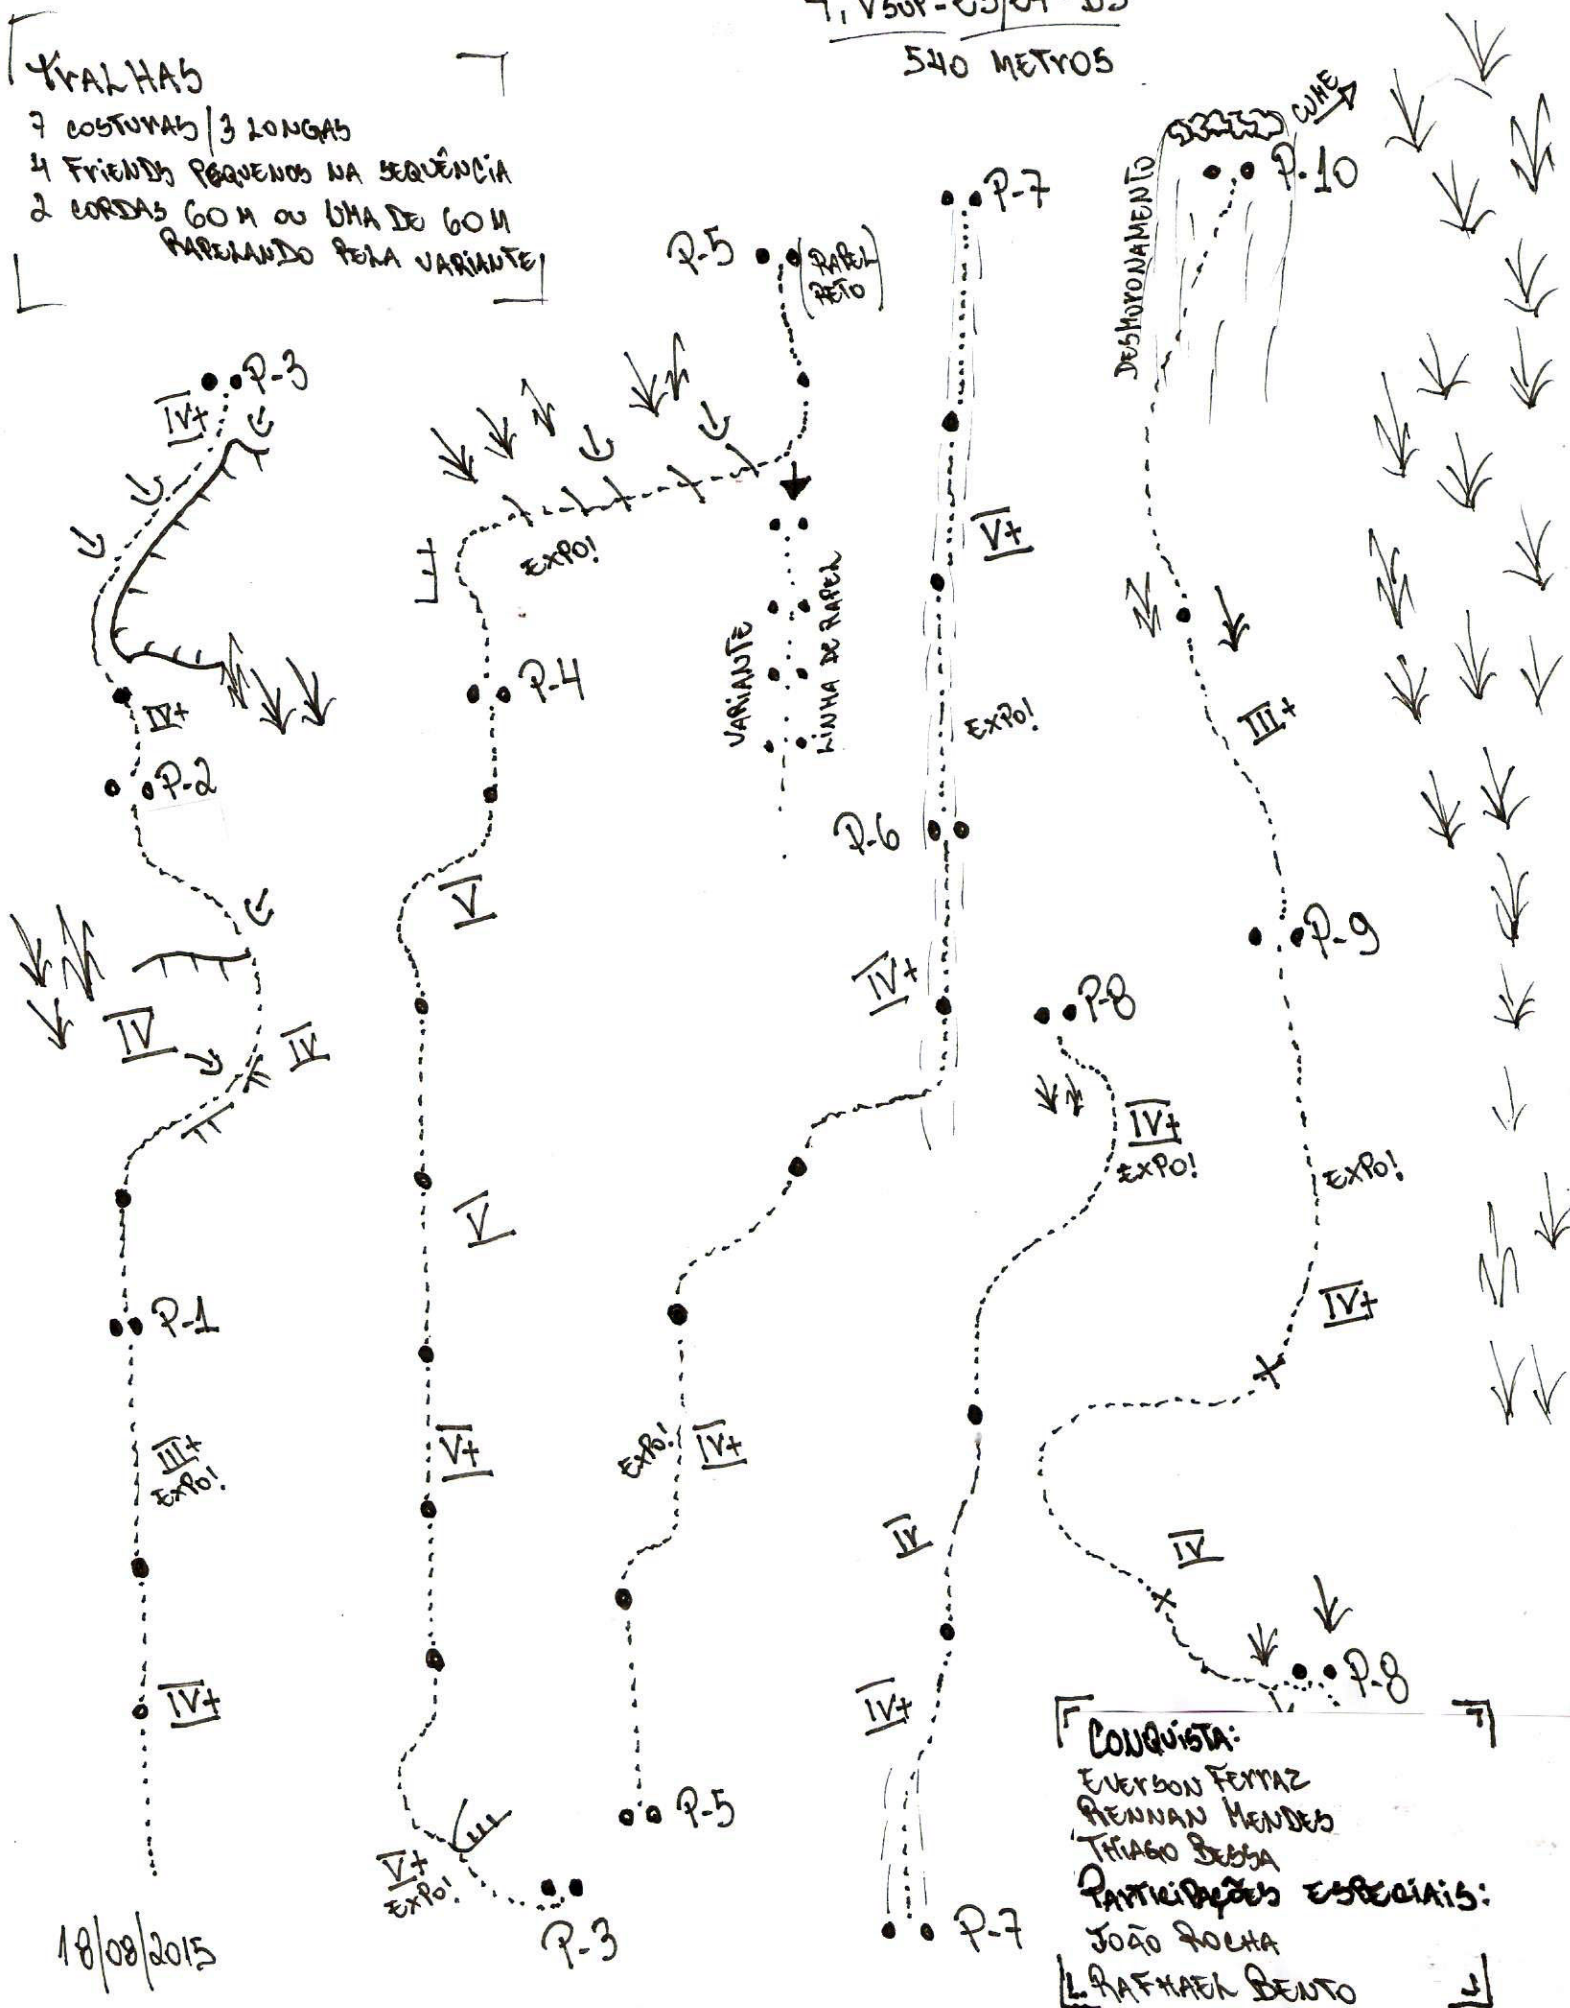 540 METROS
TRALHAS
7 COSTURAS/3 LONGAS
4 FRIENDS PEQUENOS NA SEQUÊNCIA
2 CORDAS 60 M OU UMA DE 60 M
RAPELANDO PELA VARIANTE
CUME
P-10
DESMORONAMENTO
P-7
P-5
(RAPEL
RETO)
P-3
IV+
EXPO!
V+
VARIANTE
LINHA DE RAPEL
P-4
IV+
EXPO!
III+
P-2
P-6
V
P-9
IV+
P-8
IV
IV
IV+
EXPO!
EXPO!
V
P-1
IV+
III+
EXPO!
V+
EXPO!
IV+
IV
IV
P-8
IV+
IV+
P-5
V+
EXPO!
P-3
P-7
CONQUISTA:
EVERSON FERRAZ
RENNAN MENDES
THIAGO BESSA
PARTICIPAÇÕES ESPECIAIS:
JOÃO ROCHA
RAFHAEL BENTO
18/08/2015